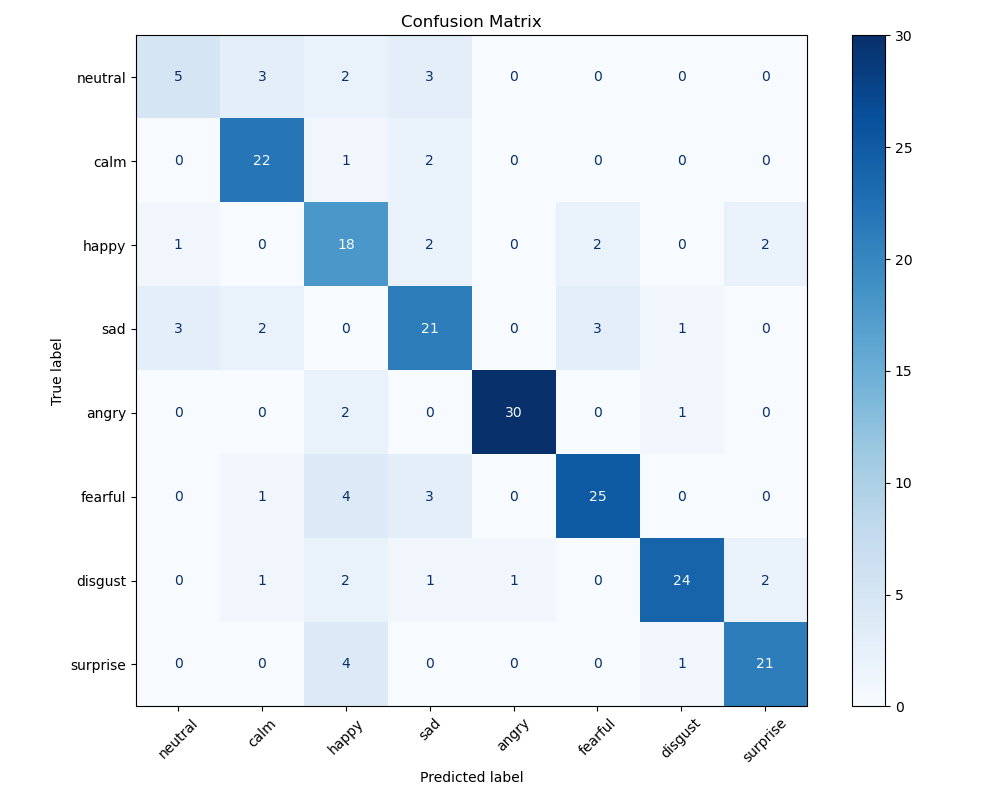 Confusion Matrix
neutral 5 3 2 3 0 0 0 0
calm 0 22 1 2 0 0 0 0
happy 1 0 18 2 0 2 0 2
sad 3 2 0 21 0 3 1 0
angry 0 0 2 0 30 0 1 0
fearful 0 1 4 3 0 25 0 0
disgust 0 1 2 1 1 0 24 2
surprise 0 0 4 0 0 0 1 21
neutral calm happy sad angry fearful disgust surprise
Predicted label
True label
30
25
20
15
10
5
0